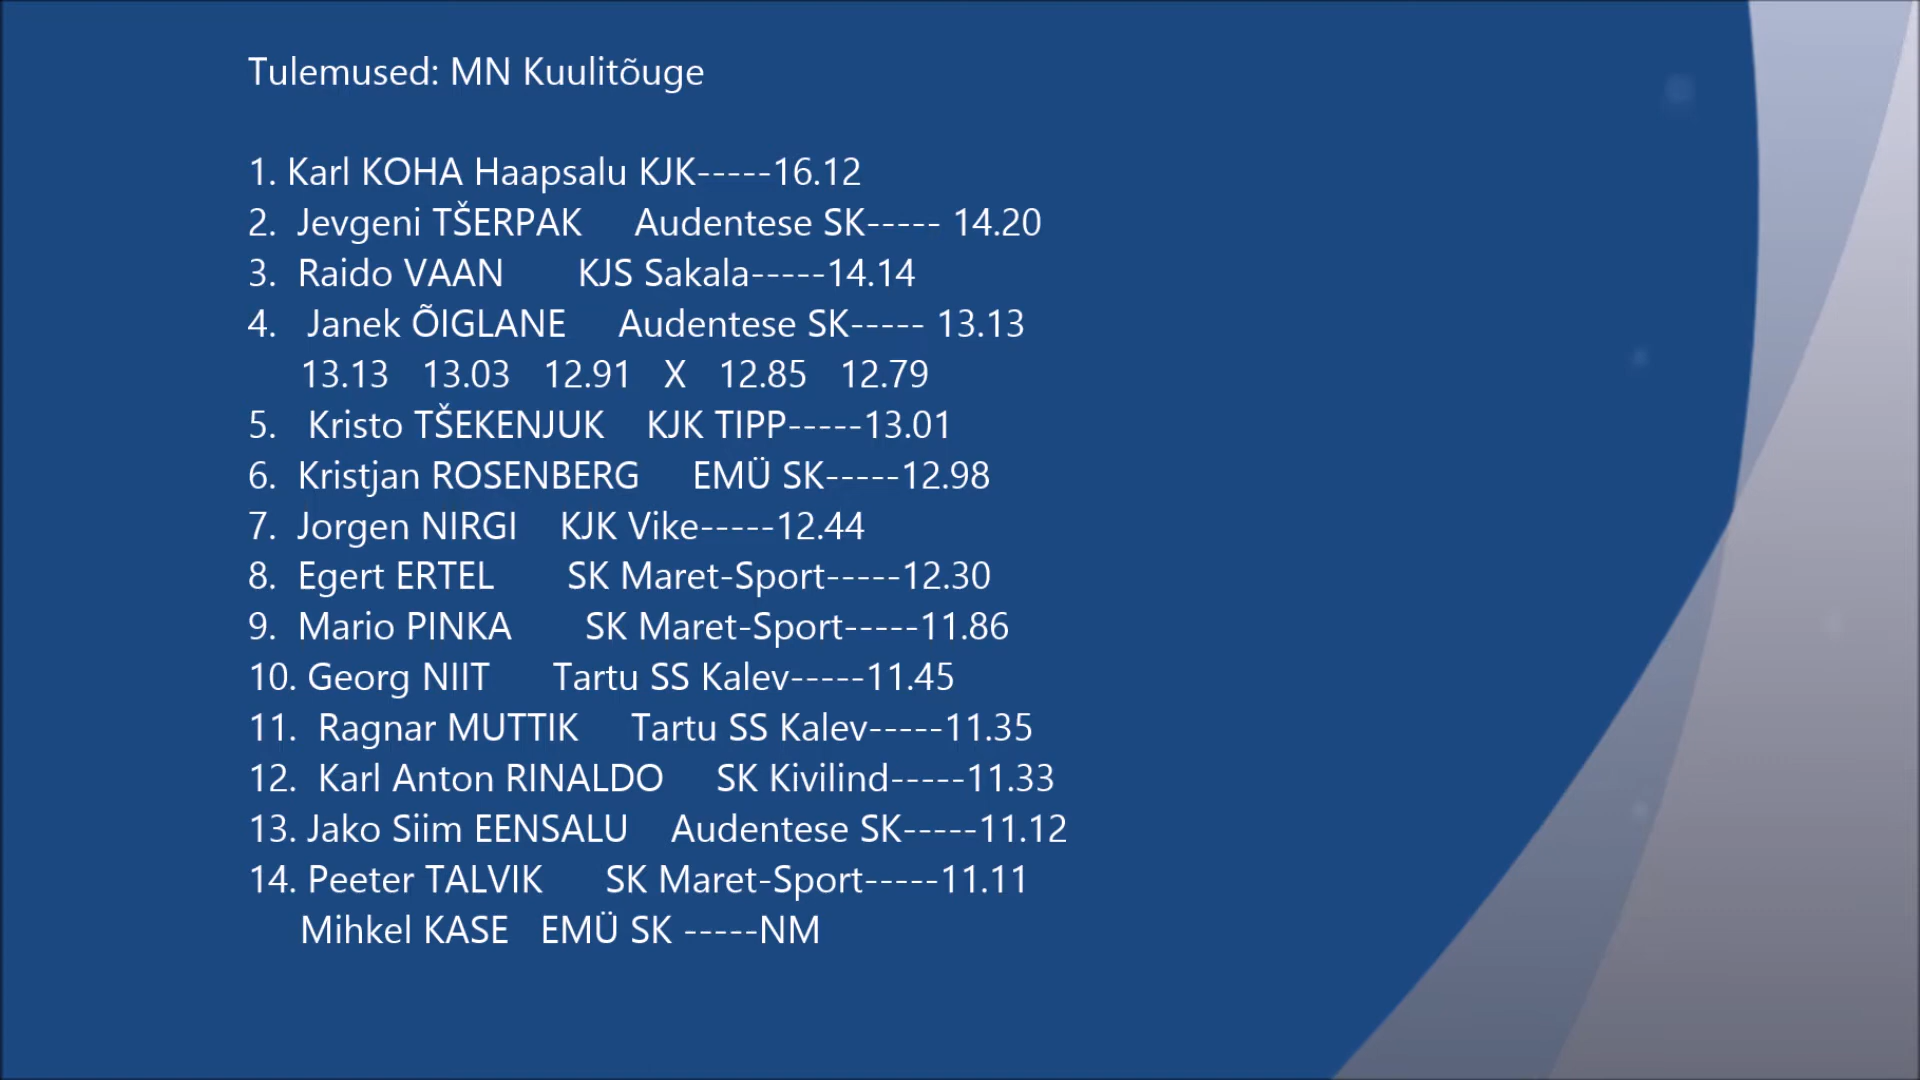 Tulemused: MN Kuulitõuge
1. Karl KOHA Haapsalu KJK-----16.12
2. Jevgeni TŠERPAK Audentese SK----- 14.20
3. Raido VAAN KJS Sakala-----14.14
4. Janek ÕIGLANE Audentese SK----- 13.13
13.13 13.03 12.91 X 12.85 12.79
5. Kristo TŠEKENJUK KJK TIPP-----13.01
6. Kristjan ROSENBERG EMÜ SK-----12.98
7. Jorgen NIRGI KJK Vike-----12.44
8. Egert ERTEL SK Maret-Sport-----12.30
9. Mario PINKA SK Maret-Sport-----11.86
10. Georg NIIT Tartu SS Kalev-----11.45
11. Ragnar MUTTIK Tartu SS Kalev-----11.35
12. Karl Anton RINALDO SK Kivilind-----11.33
13. Jako Siim EENSALU Audentese SK-----11.12
14. Peeter TALVIK SK Maret-Sport-----11.11
Mihkel KASE EMÜ SK -----NM